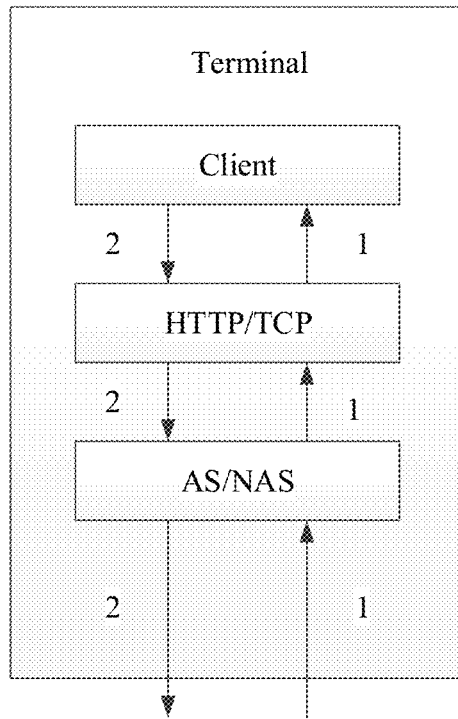 Terminal
Client
2 1
HTTP/TCP
2 1
AS/NAS
2 1